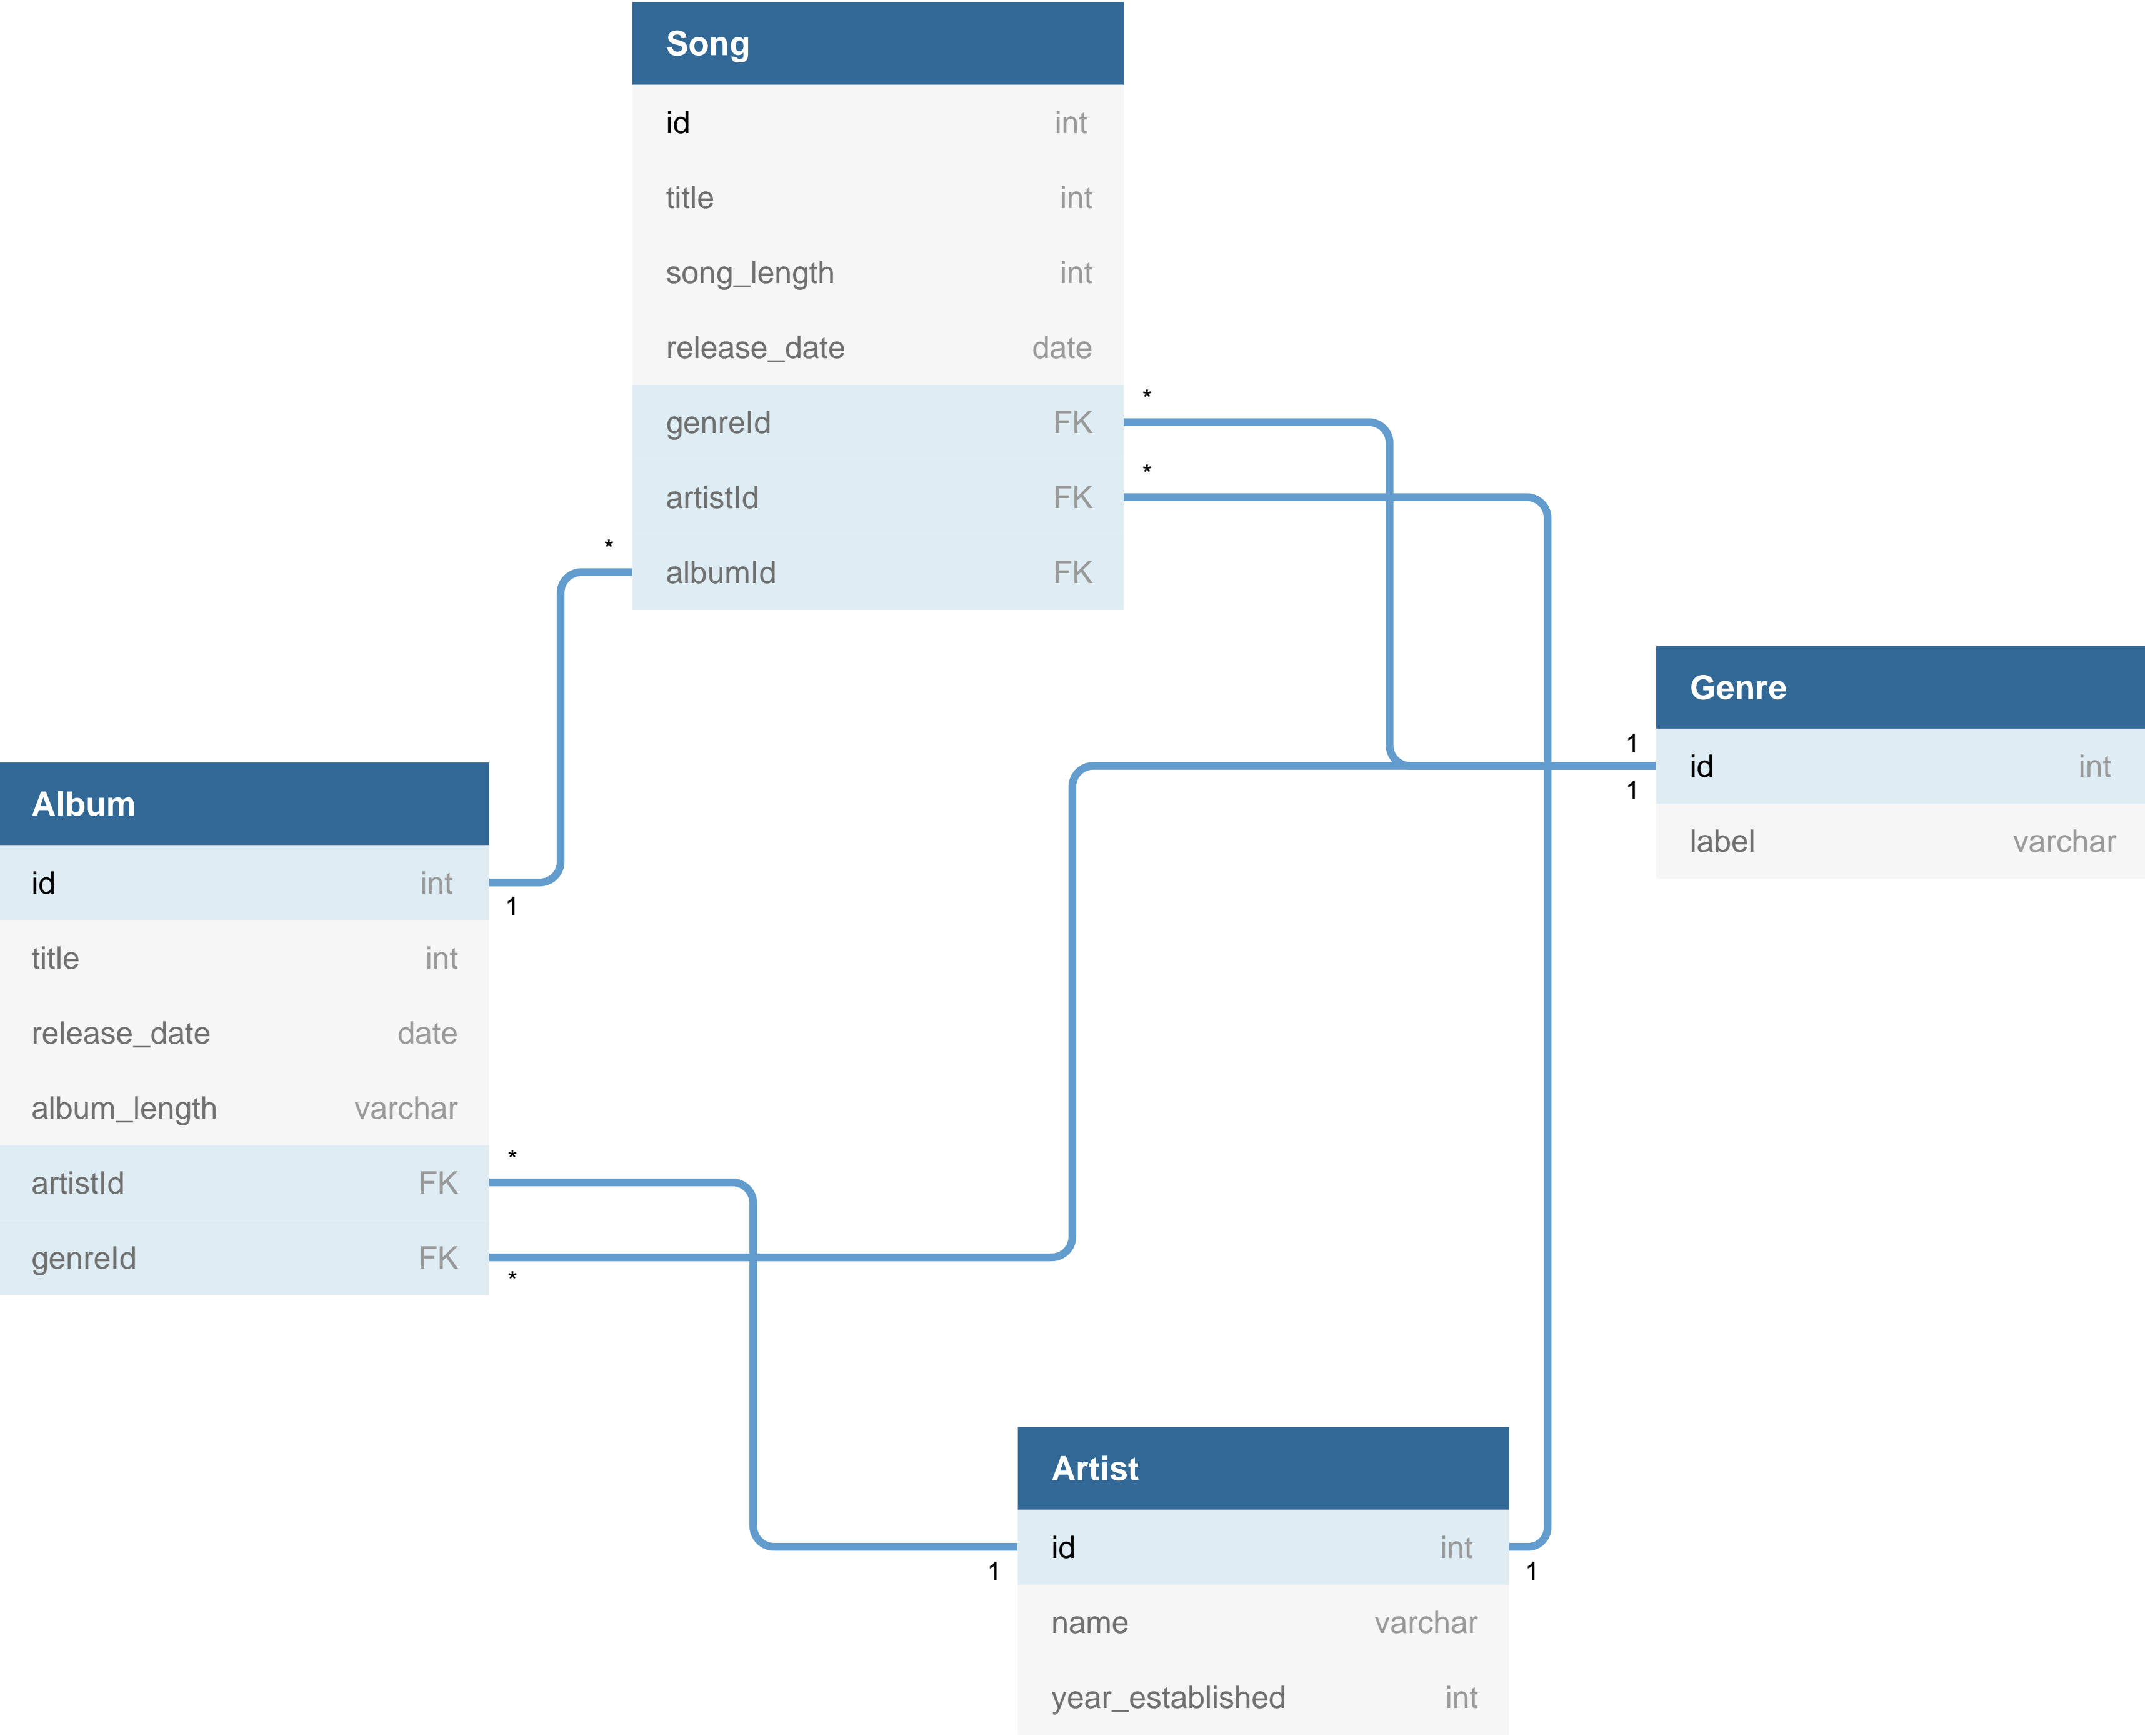 Song
id int
title int
song_length int
release_date date
genreId FK
*
artistId FK
*
albumId FK
*
Genre
id int
1
1
label varchar
Album
id int
1
title int
release_date date
album_length varchar
artistId FK
*
genreId FK
*
Artist
id int
1
1
name varchar
year_established int